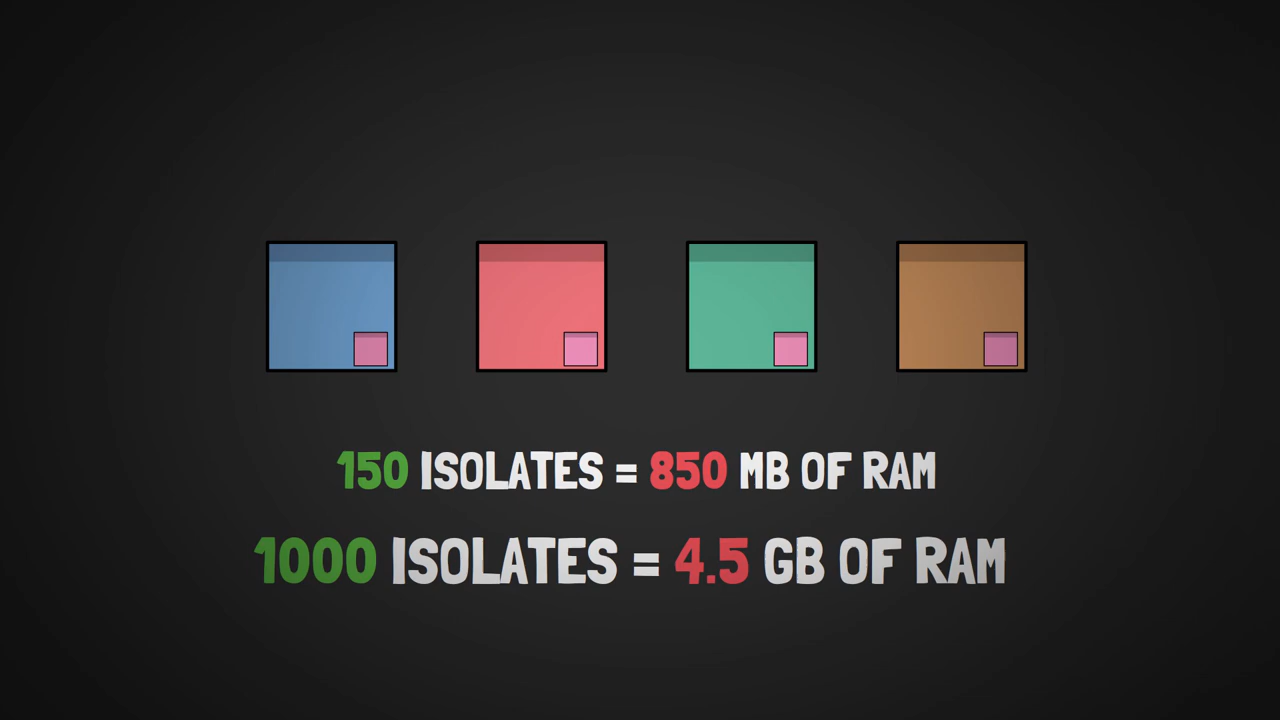 150 ISOLATES = 850 MB OF RAM
1000 ISOLATES = 4.5 GB OF RAM